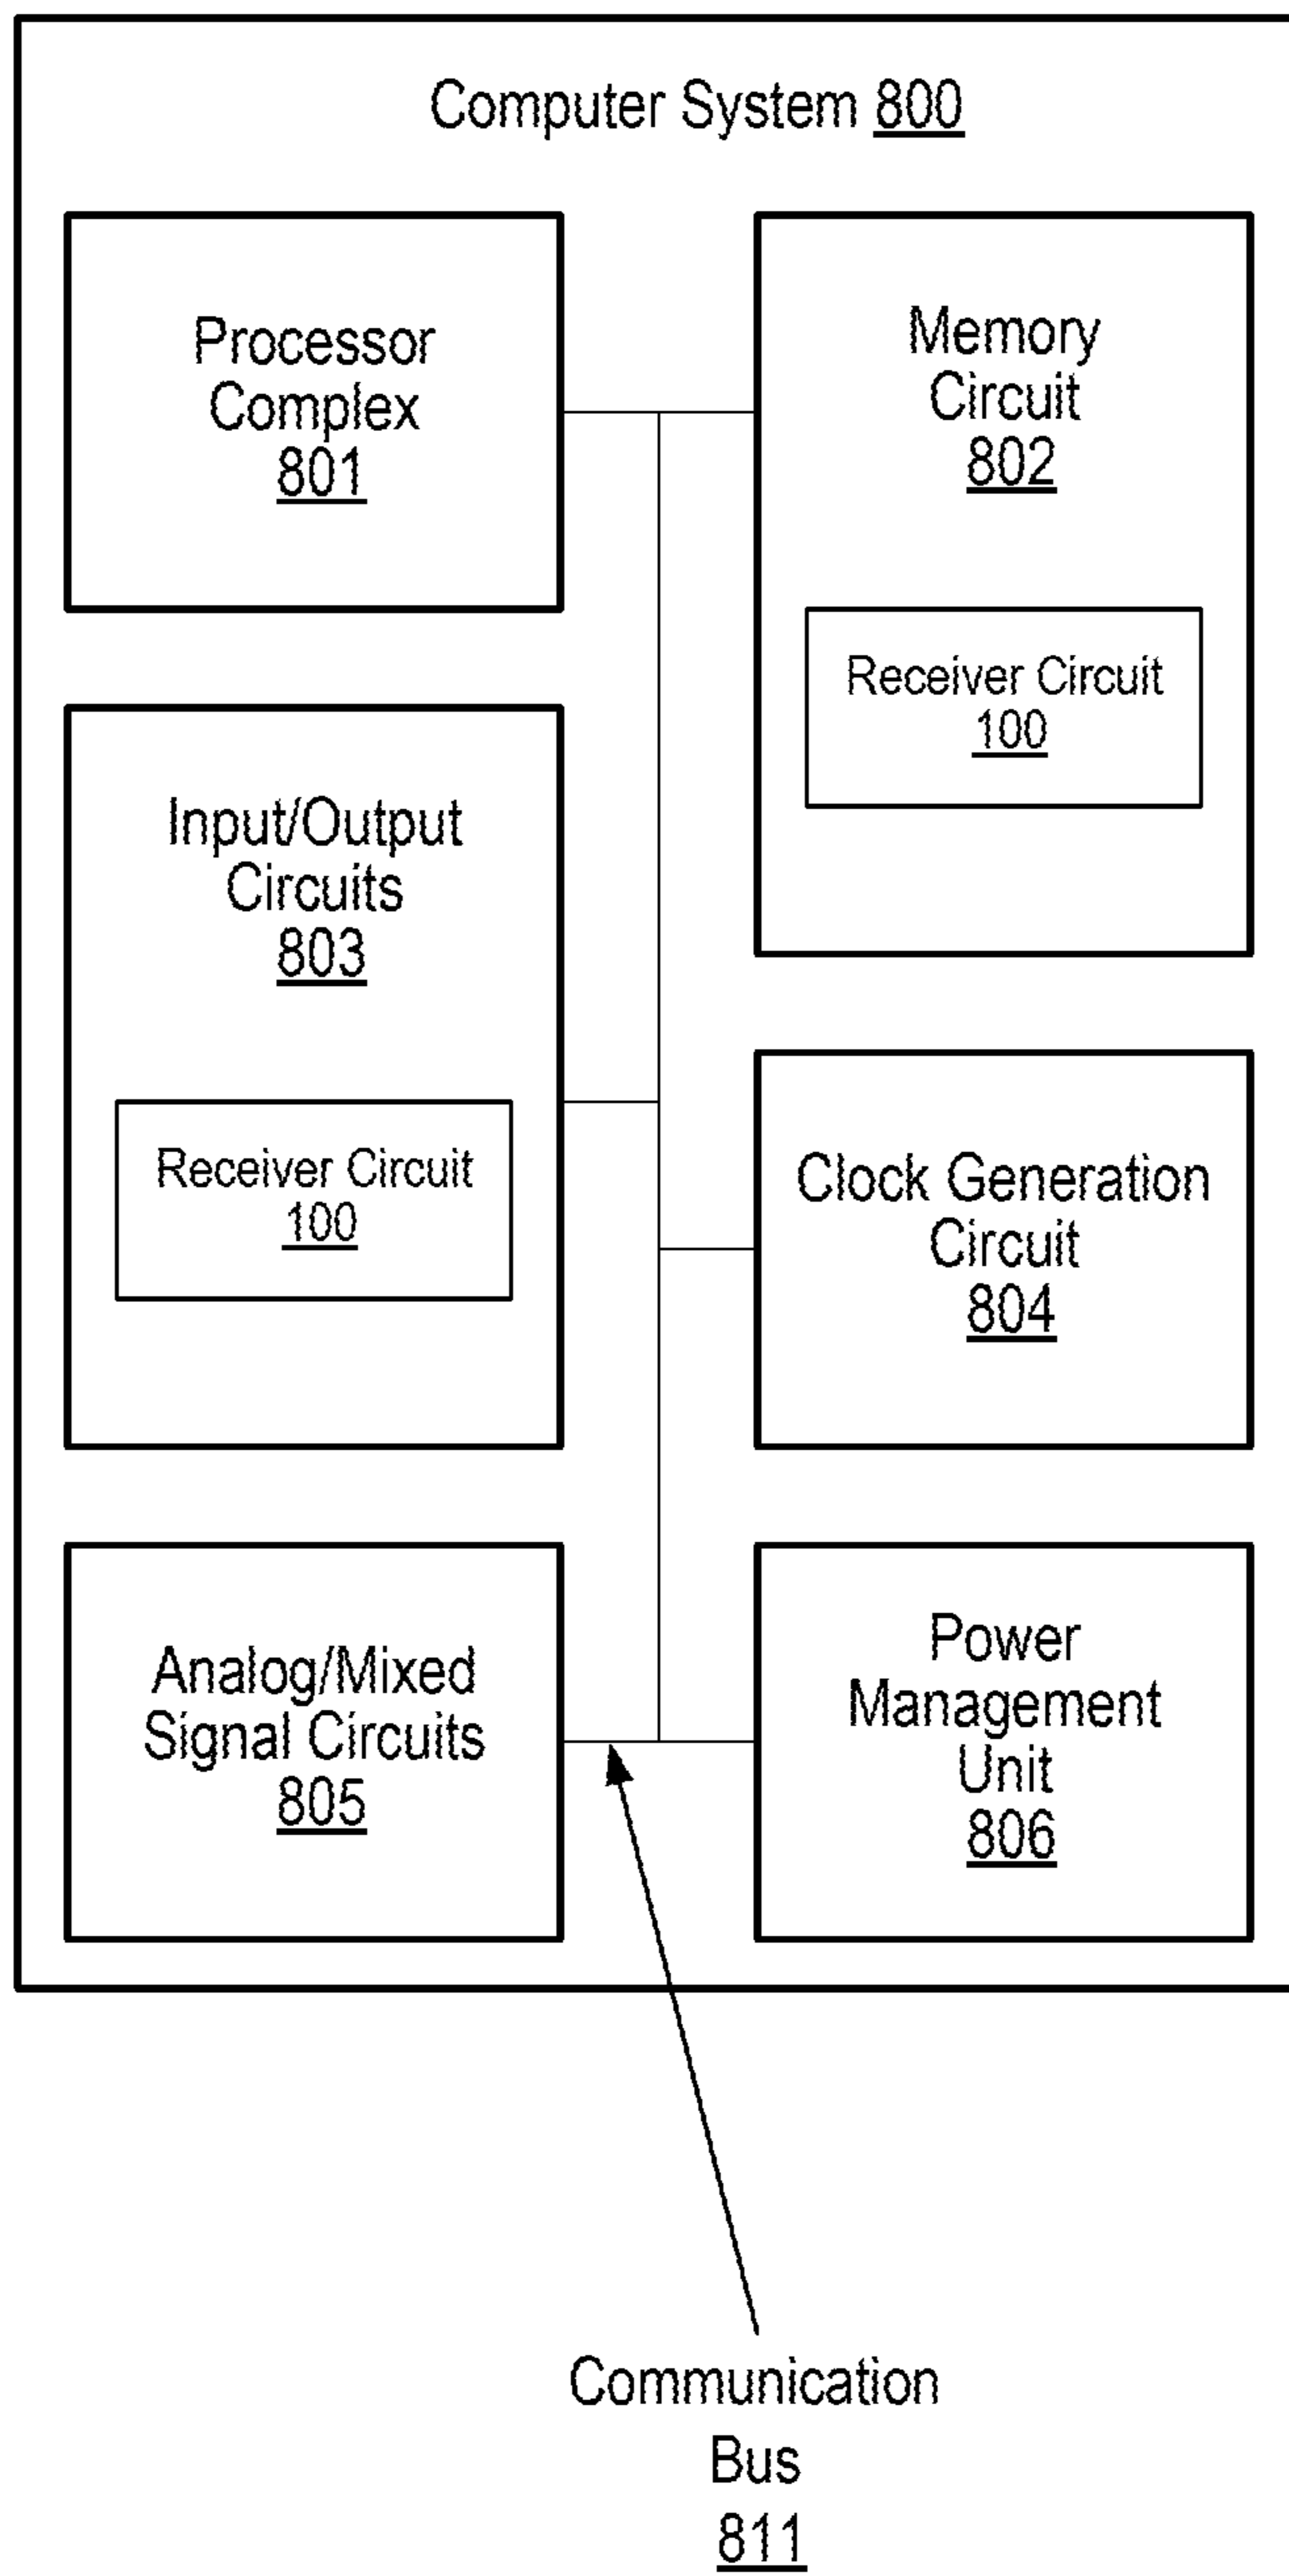 Computer System 800
Processor
Complex
801
Memory
Circuit
802
Receiver Circuit
100
Input/Output
Circuits
803
Receiver Circuit
100
Clock Generation
Circuit
804
Analog/Mixed
Signal Circuits
805
Power
Management
Unit
806
Communication
Bus
811